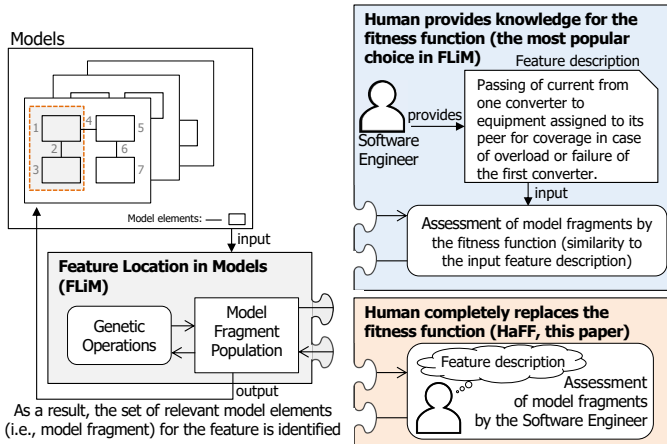 Models
1
4
5
2
6
3
7
Model elements:
input
Feature Location in Models
(FLiM)
Genetic
Operations
Model
Fragment
Population
output
As a result, the set of relevant model elements
(i.e., model fragment) for the feature is identified
Human provides knowledge for the
fitness function (the most popular
choice in FLiM)
Feature description
Software
Engineer
provides
Passing of current from
one converter to
equipment assigned to its
peer for coverage in case
of overload or failure of
the first converter.
input
Assessment of model fragments by
the fitness function (similarity to
the input feature description)
Human completely replaces the
fitness function (HaFF, this paper)
Feature description
Assessment
of model fragments
by the Software Engineer